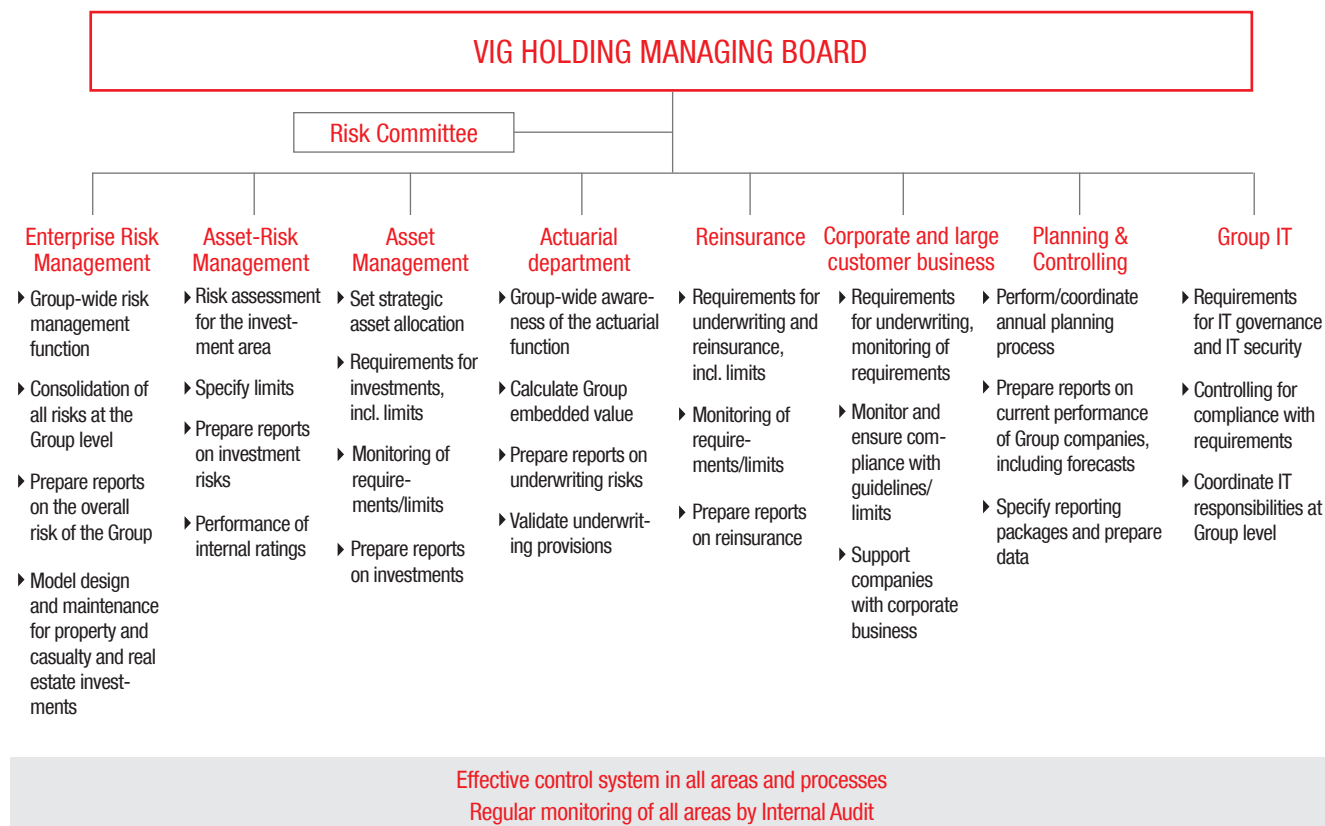 VIG HOLDING MANAGING BOARD
Risk Committee
Enterprise Risk
Management
Group-wide risk
management
function
Consolidation of
all risks at the
Group level
Prepare reports
on the overall
risk of the Group
Model design
and maintenance
for property and
casualty and real
estate invest-
ments
Asset-Risk
Management
Risk assessment
for the invest-
ment area
Specify limits
Prepare reports
on investment
risks
Performance of
internal ratings
Asset
Management
Set strategic
asset allocation
Requirements for
investments,
incl. limits
Monitoring of
require-
ments/limits
Prepare reports
on investments
Actuarial
department
Group-wide aware-
ness of the actuarial
function
Calculate Group
embedded value
Prepare reports on
underwriting risks
Validate underwrit-
ing provisions
Reinsurance
Requirements for
underwriting and
reinsurance,
incl. limits
Monitoring of
require-
ments/limits
Prepare reports
on reinsurance
Corporate and large
customer business
Requirements
for underwriting,
monitoring of
requirements
Monitor and
ensure com-
pliance with
guidelines/
limits
Support
companies
with corporate
business
Planning &
Controlling
Perform/coordinate
annual planning
process
Prepare reports on
current performance
of Group companies,
including forecasts
Specify reporting
packages and prepare
data
Group IT
Requirements
for IT governance
and IT security
Controlling for
compliance with
requirements
Coordinate IT
responsibilities at
Group level
Effective control system in all areas and processes
Regular monitoring of all areas by Internal Audit